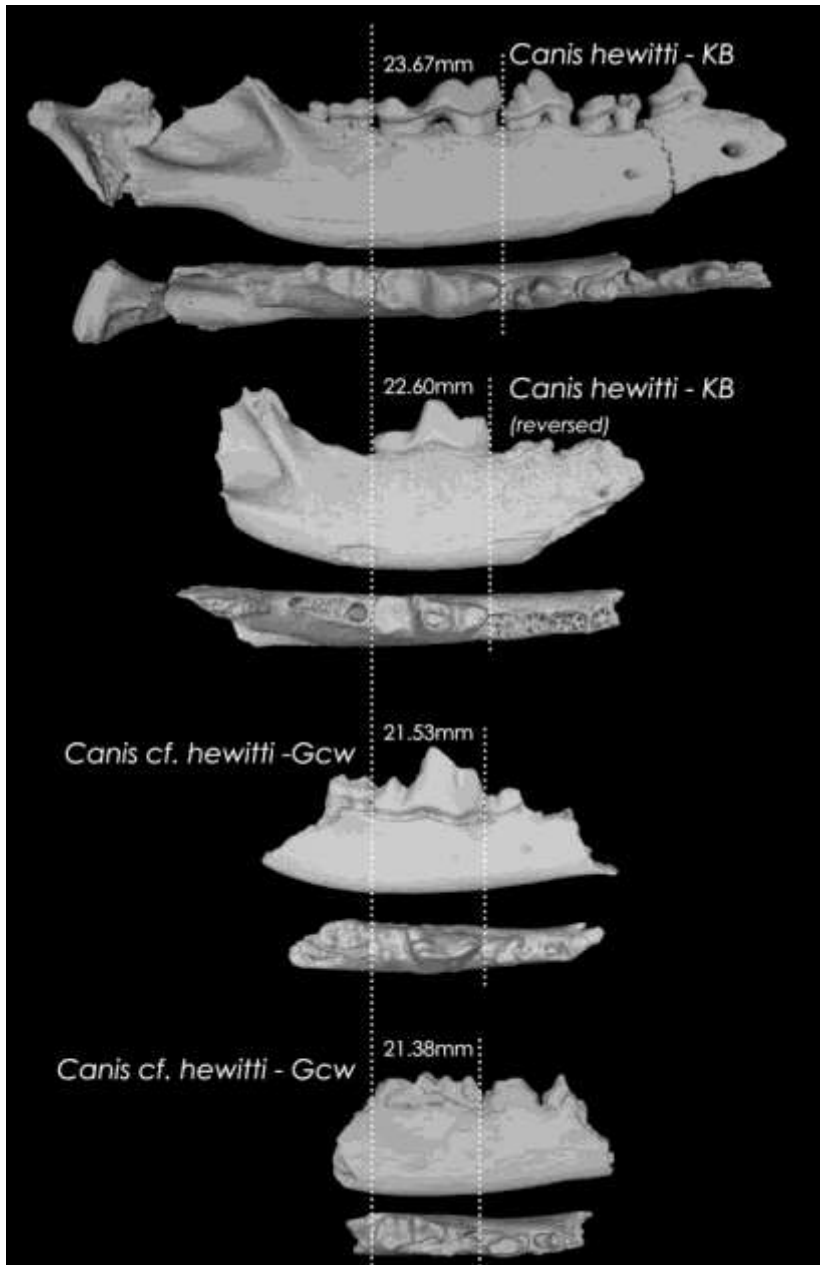 23.67mm
Canis hewitti - KB
22.60mm
Canis hewitti - KB
(reversed)
21.53mm
Canis cf. hewitti -Gcw
21.38mm
Canis cf. hewitti - Gcw